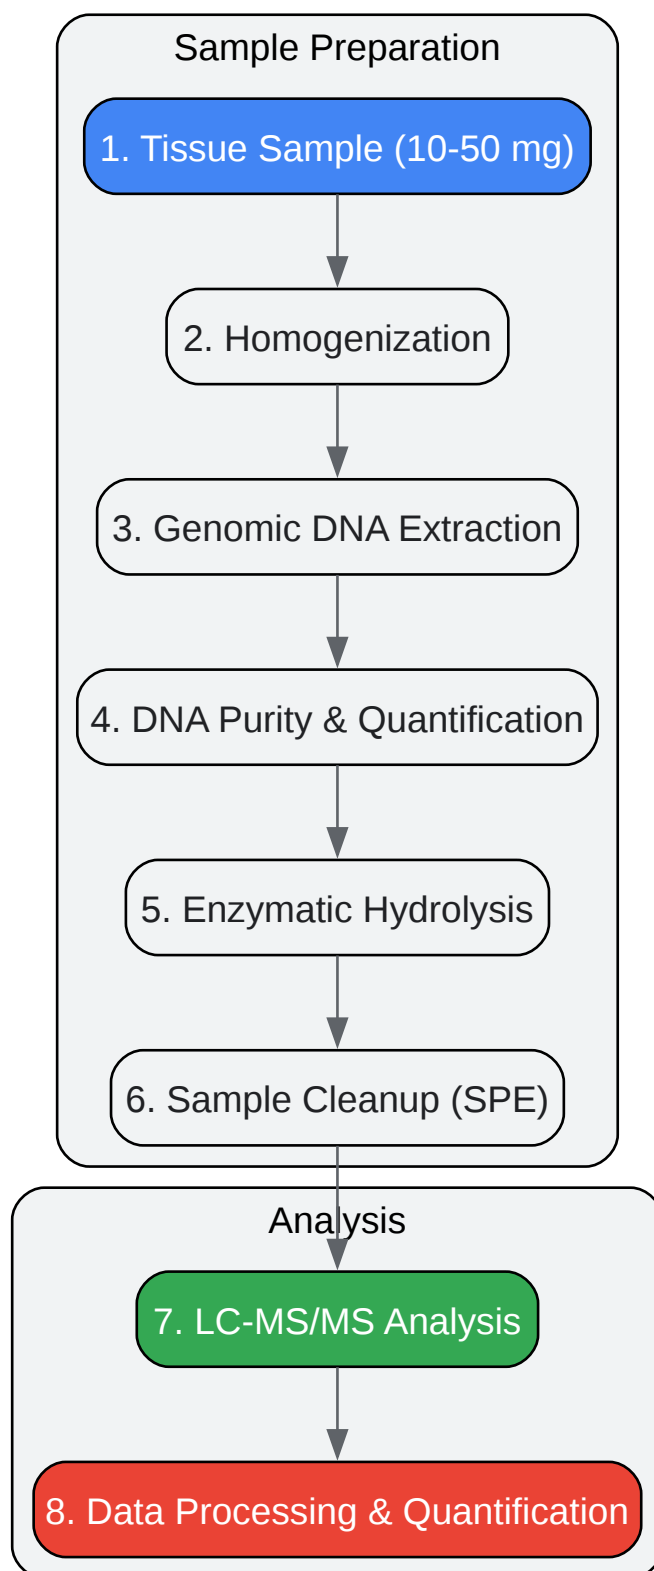 Sample Preparation
1. Tissue Sample (10-50 mg)
2. Homogenization
3. Genomic DNA Extraction
4. DNA Purity & Quantification
5. Enzymatic Hydrolysis
6. Sample Cleanup (SPE)
Analysis
7. LC-MS/MS Analysis
8. Data Processing & Quantification